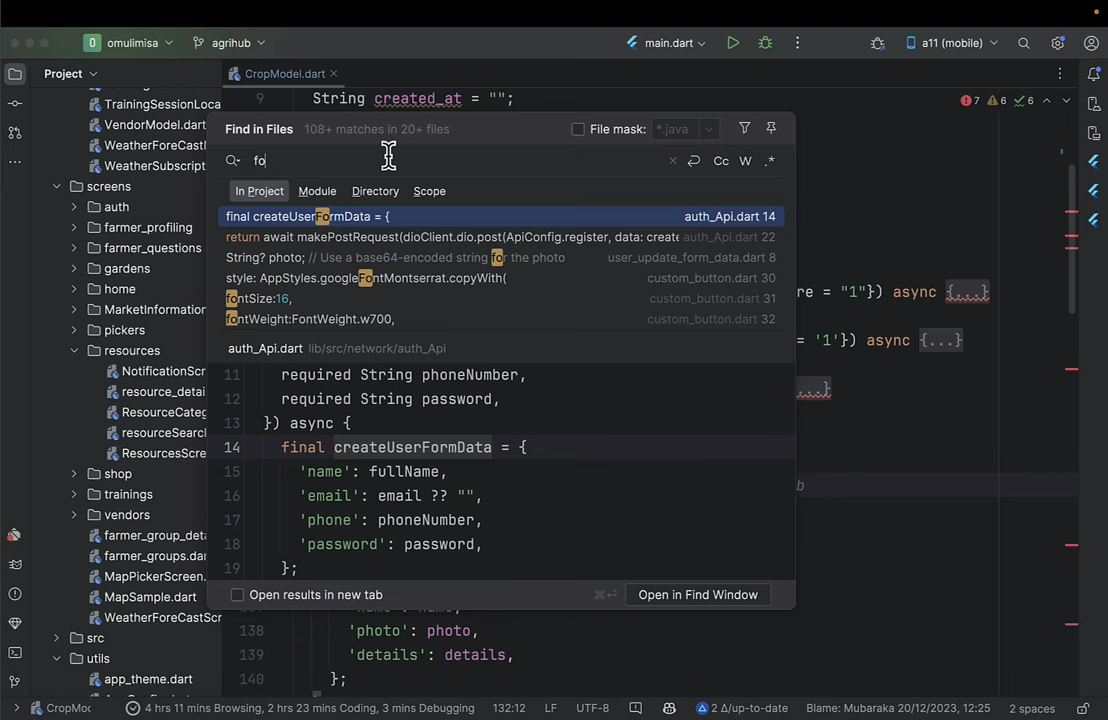 0 omulimisa agrihub main.dart a11 (mobile)
Project
CropModel.dart
TrainingSessionLoca
VendorModel.dart
WeatherForeCastI
WeatherSubscript
screens
auth
farmer_profiling
farmer_questions
gardens
home
MarketInformation
pickers
resources
NotificationScr
resource_detai
ResourceCateg
resourceSearc
ResourcesScre
shop
trainings
vendors
farmer_group_deta
farmer_groups.dar
MapPickerScreen.
MapSample.dart
WeatherForeCastScr
src
utils
app_theme.dart
9 String created_at = "";
7 6 6
Find in Files 108+ matches in 20+ files File mask: *.java
fo Cc W .*
In Project Module Directory Scope
final createUserFormData = { auth_Api.dart 14
return await makePostRequest(dioClient.dio.post(ApiConfig.register, data: create auth_Api.dart 22
String? photo; // Use a base64-encoded string for the photo user_update_form_data.dart 8
style: AppStyles.googleFontMontserrat.copyWith( custom_button.dart 30
fontSize:16, custom_button.dart 31
fontWeight:FontWeight.w700, custom_button.dart 32
auth_Api.dart lib/src/network/auth_Api
11 required String phoneNumber,
12 required String password,
13 }) async {
14 final createUserFormData = {
15 'name': fullName,
16 'email': email ?? "",
17 'phone': phoneNumber,
18 'password': password,
19 };
Open results in new tab ⌘⏎ Open in Find Window
re = "1"}) async {...}
= '1'}) async {...}
...}
b
138 'photo': photo,
139 'details': details,
140 };
CropMoc 4 hrs 11 mins Browsing, 2 hrs 23 mins Coding, 3 mins Debugging 132:12 LF UTF-8 2 Δ/up-to-date Blame: Mubaraka 20/12/2023, 12:25 2 spaces